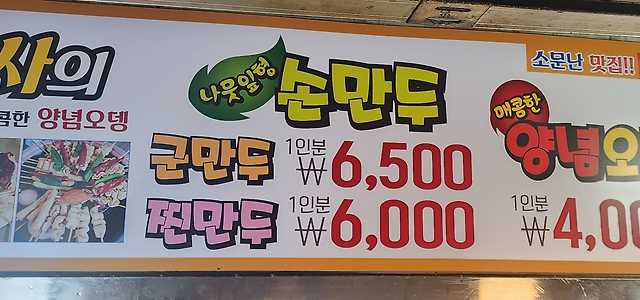 사의
콤한 양념오뎅
나뭇잎형
손만두
군만두 1인분 ₩6,500
찐만두 1인분 ₩6,000
소문난 맛집!!
매콤한
양념오
1인분 ₩4,00